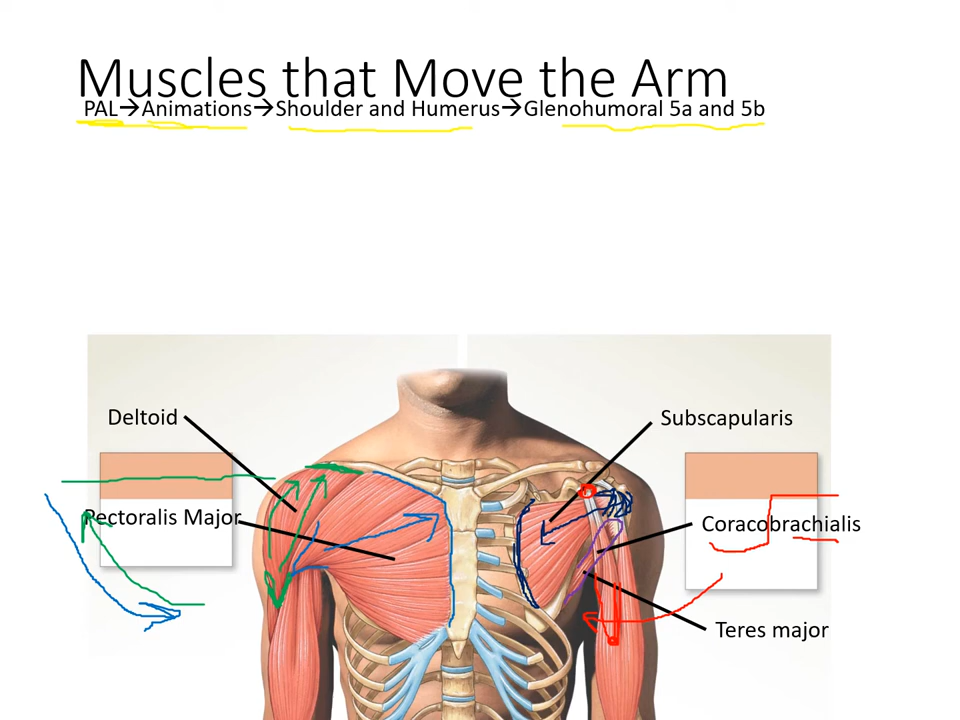 Muscles that Move the Arm
PAL→Animations→Shoulder and Humerus→Glenohumoral 5a and 5b
Deltoid
Subscapularis
Pectoralis Major
Coracobrachialis
Teres major